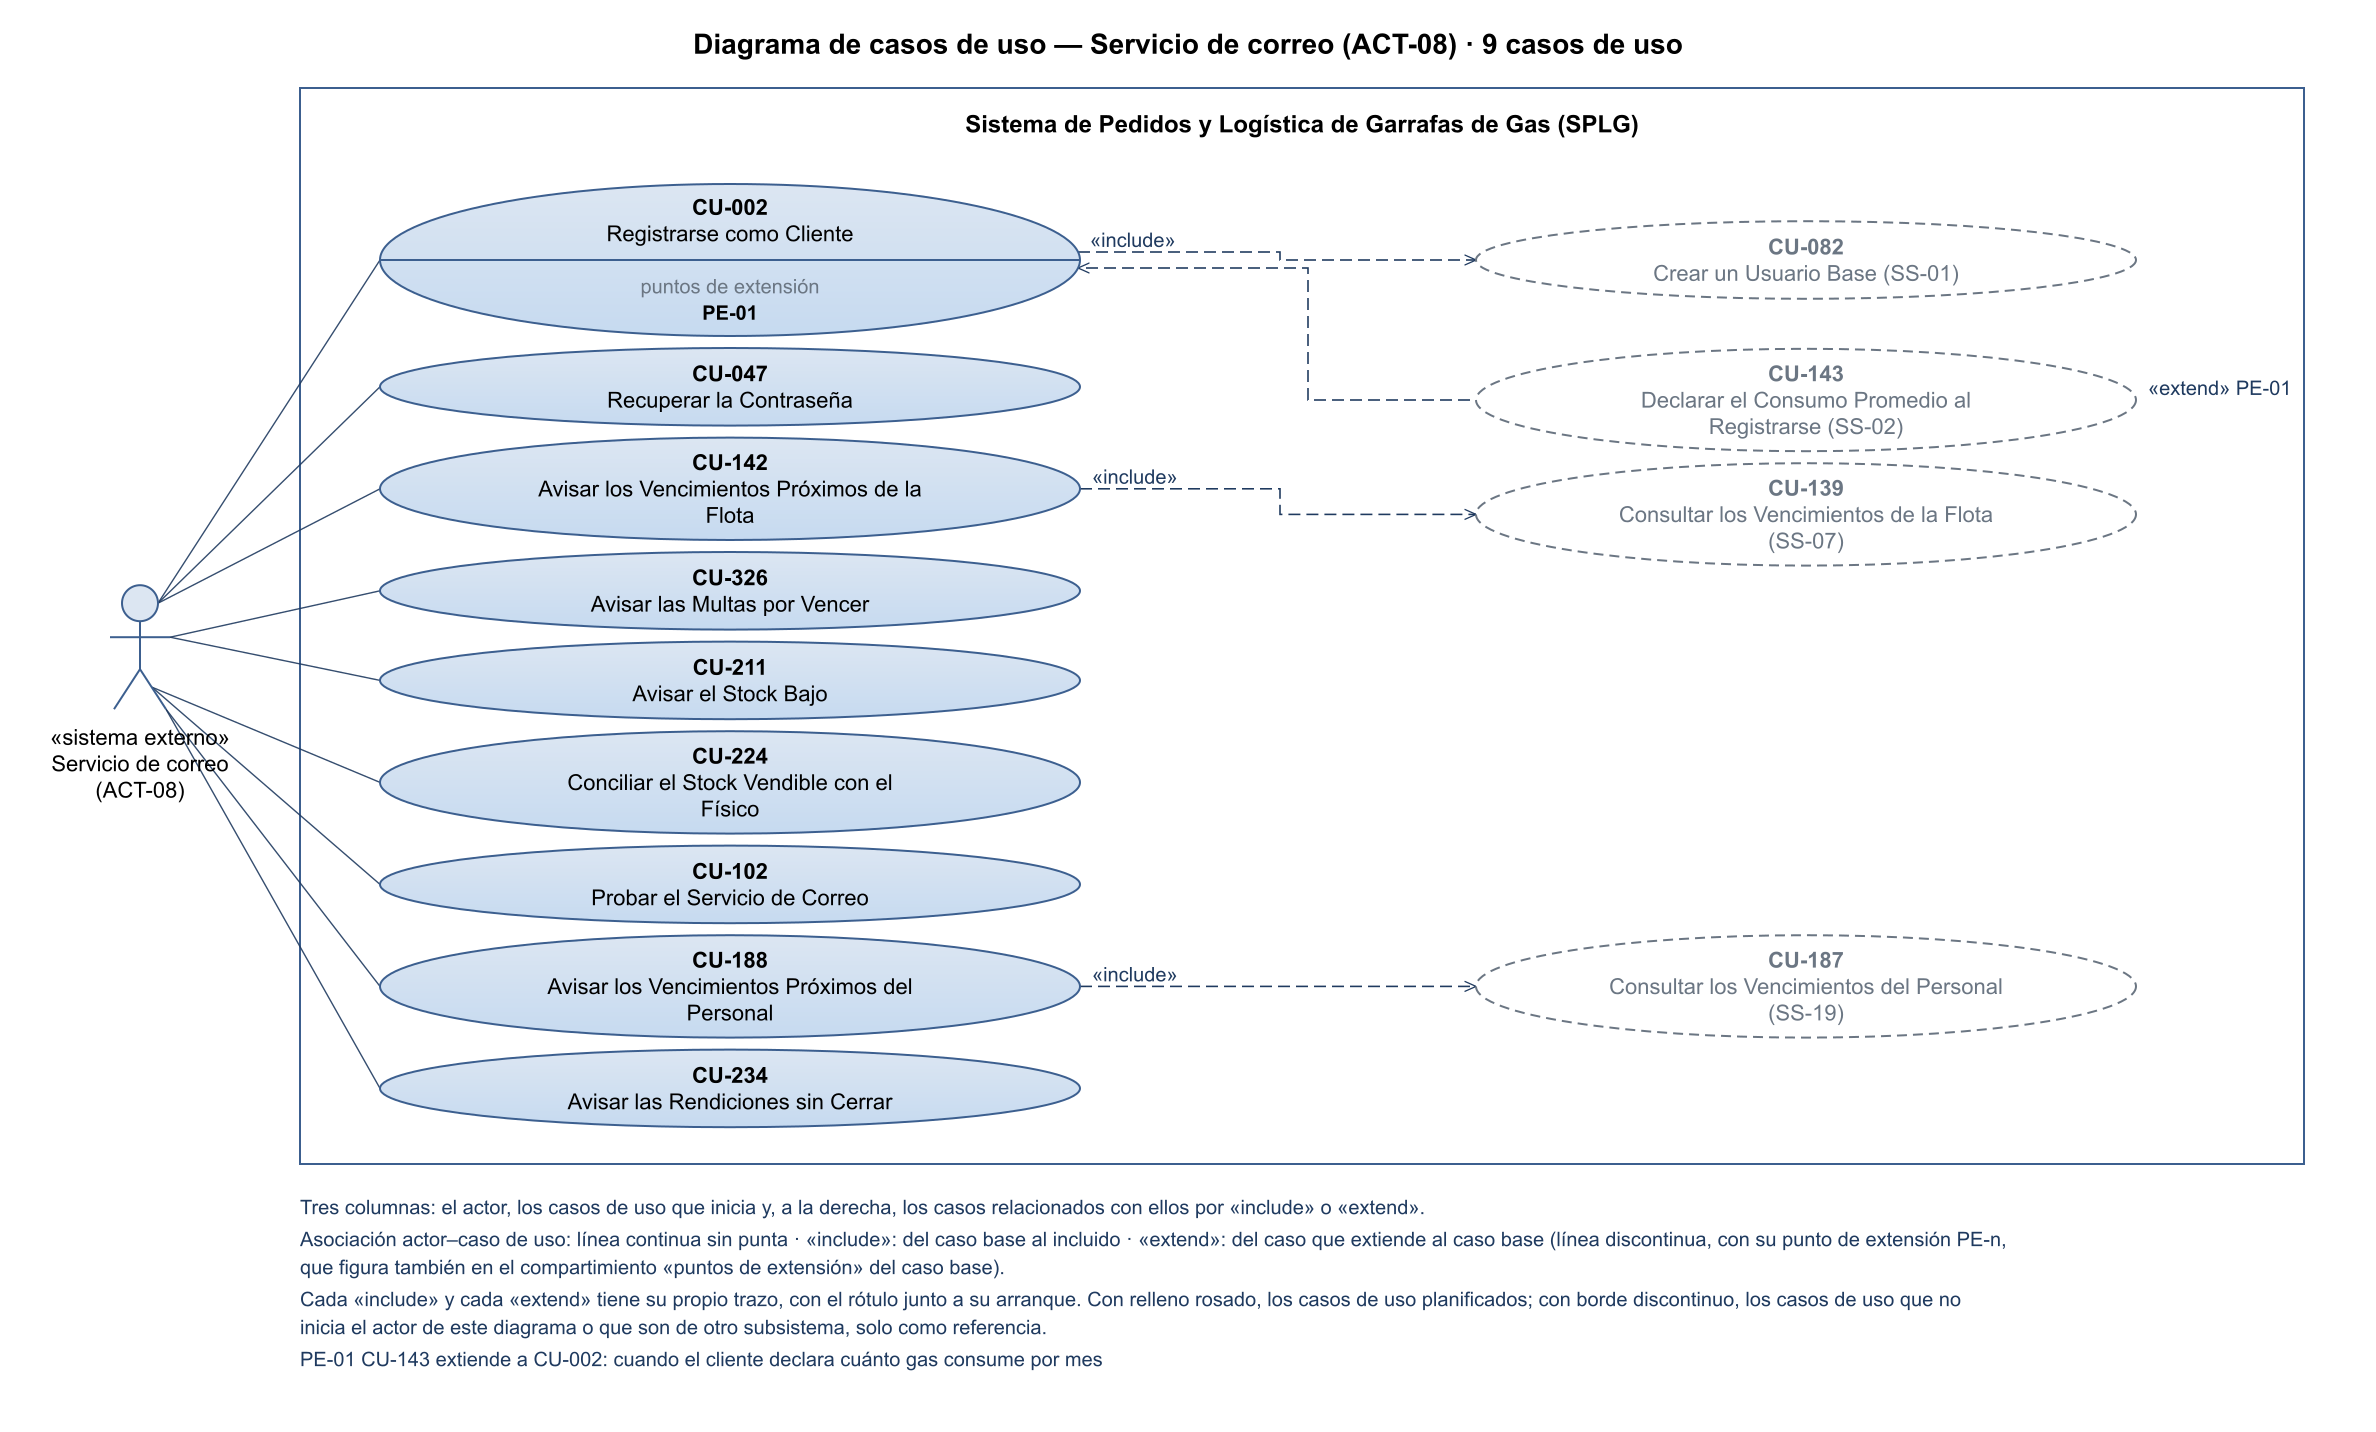 Diagrama de casos de uso — Servicio de correo (ACT-08) · 9 casos de uso
Sistema de Pedidos y Logística de Garrafas de Gas (SPLG)
CU-002
Registrarse como Cliente
puntos de extensión
PE-01
«include»
CU-082
Crear un Usuario Base (SS-01)
CU-047
Recuperar la Contraseña
CU-143
Declarar el Consumo Promedio al
Registrarse (SS-02)
«extend» PE-01
CU-142
Avisar los Vencimientos Próximos de la
Flota
«include»
CU-139
Consultar los Vencimientos de la Flota
(SS-07)
CU-326
Avisar las Multas por Vencer
CU-211
Avisar el Stock Bajo
«sistema externo»
Servicio de correo
(ACT-08)
CU-224
Conciliar el Stock Vendible con el
Físico
CU-102
Probar el Servicio de Correo
CU-188
Avisar los Vencimientos Próximos del
Personal
«include»
CU-187
Consultar los Vencimientos del Personal
(SS-19)
CU-234
Avisar las Rendiciones sin Cerrar
Tres columnas: el actor, los casos de uso que inicia y, a la derecha, los casos relacionados con ellos por «include» o «extend».
Asociación actor–caso de uso: línea continua sin punta · «include»: del caso base al incluido · «extend»: del caso que extiende al caso base (línea discontinua, con su punto de extensión PE-n,
que figura también en el compartimiento «puntos de extensión» del caso base).
Cada «include» y cada «extend» tiene su propio trazo, con el rótulo junto a su arranque. Con relleno rosado, los casos de uso planificados; con borde discontinuo, los casos de uso que no
inicia el actor de este diagrama o que son de otro subsistema, solo como referencia.
PE-01 CU-143 extiende a CU-002: cuando el cliente declara cuánto gas consume por mes